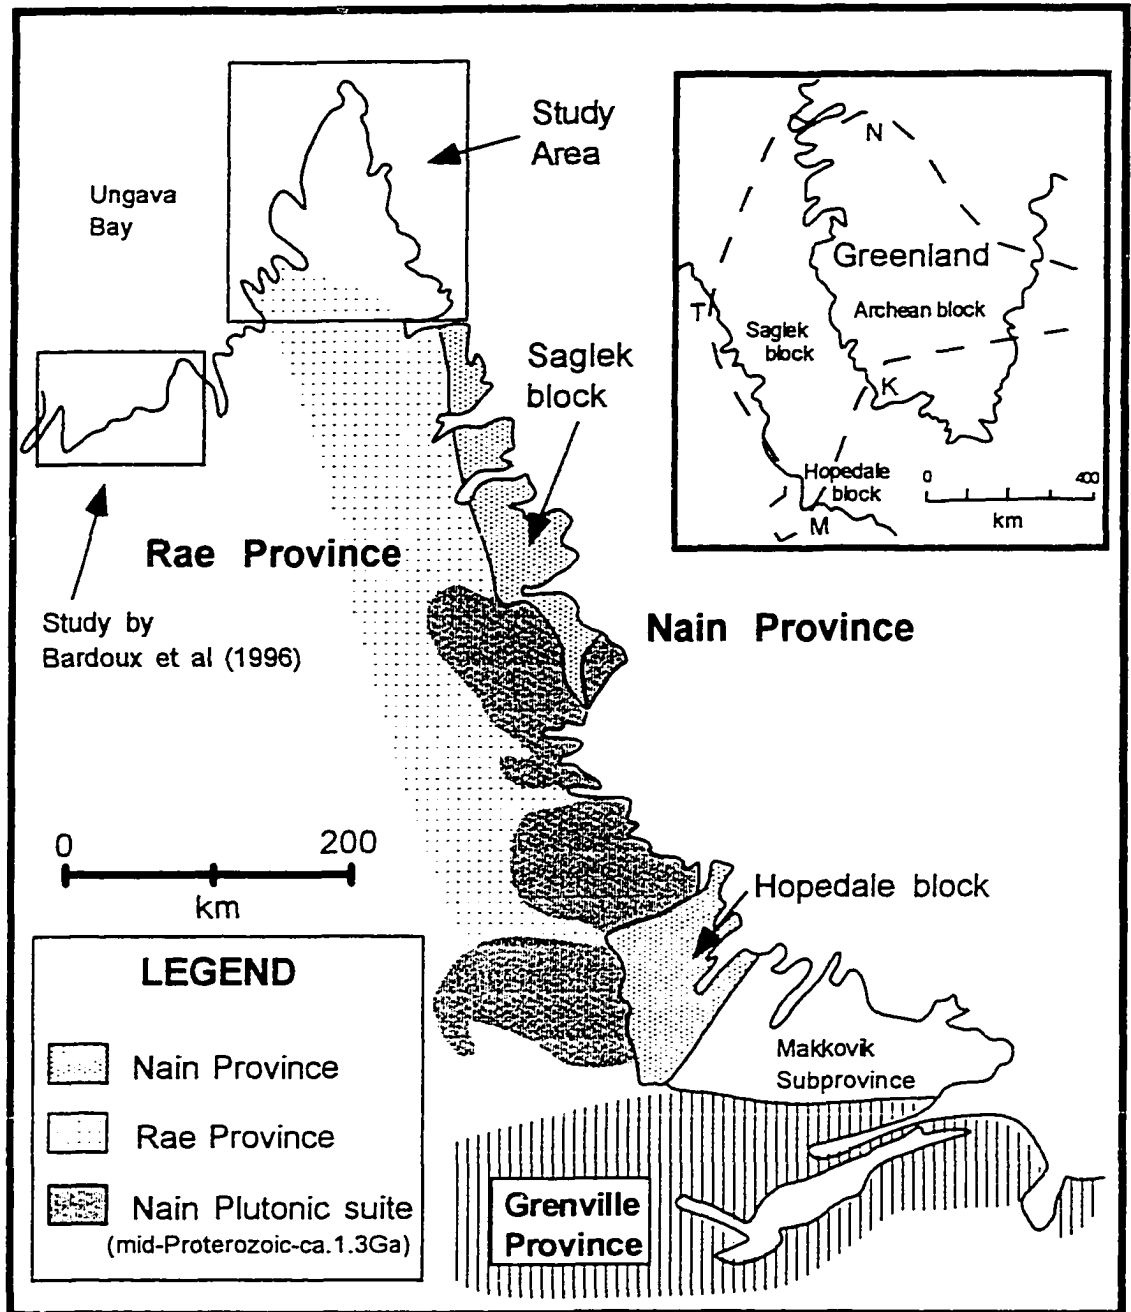 Study
Area
Ungava
Bay
N
Greenland
Archean block
T
Saglek
block
K
Hopedale
block
M
0 400
km
Saglek
block
Rae Province
Study by
Bardoux et al (1996)
Nain Province
0 200
km
Hopedale block
LEGEND
Nain Province
Rae Province
Nain Plutonic suite
(mid-Proterozoic-ca.1.3Ga)
Makkovik
Subprovince
Grenville
Province